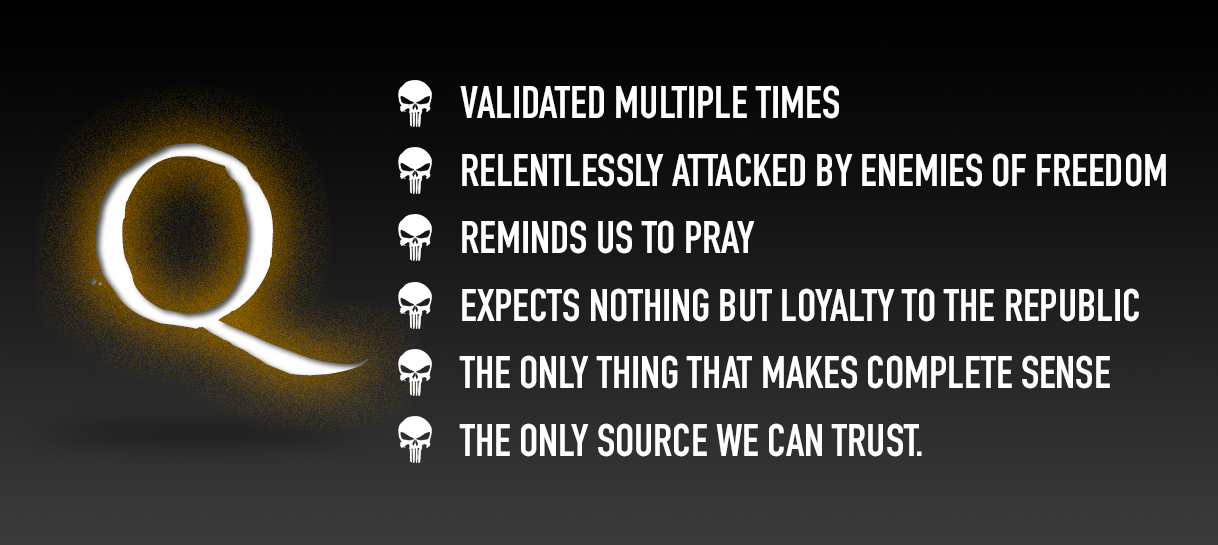 Q
VALIDATED MULTIPLE TIMES
RELENTLESSLY ATTACKED BY ENEMIES OF FREEDOM
REMINDS US TO PRAY
EXPECTS NOTHING BUT LOYALTY TO THE REPUBLIC
THE ONLY THING THAT MAKES COMPLETE SENSE
THE ONLY SOURCE WE CAN TRUST.